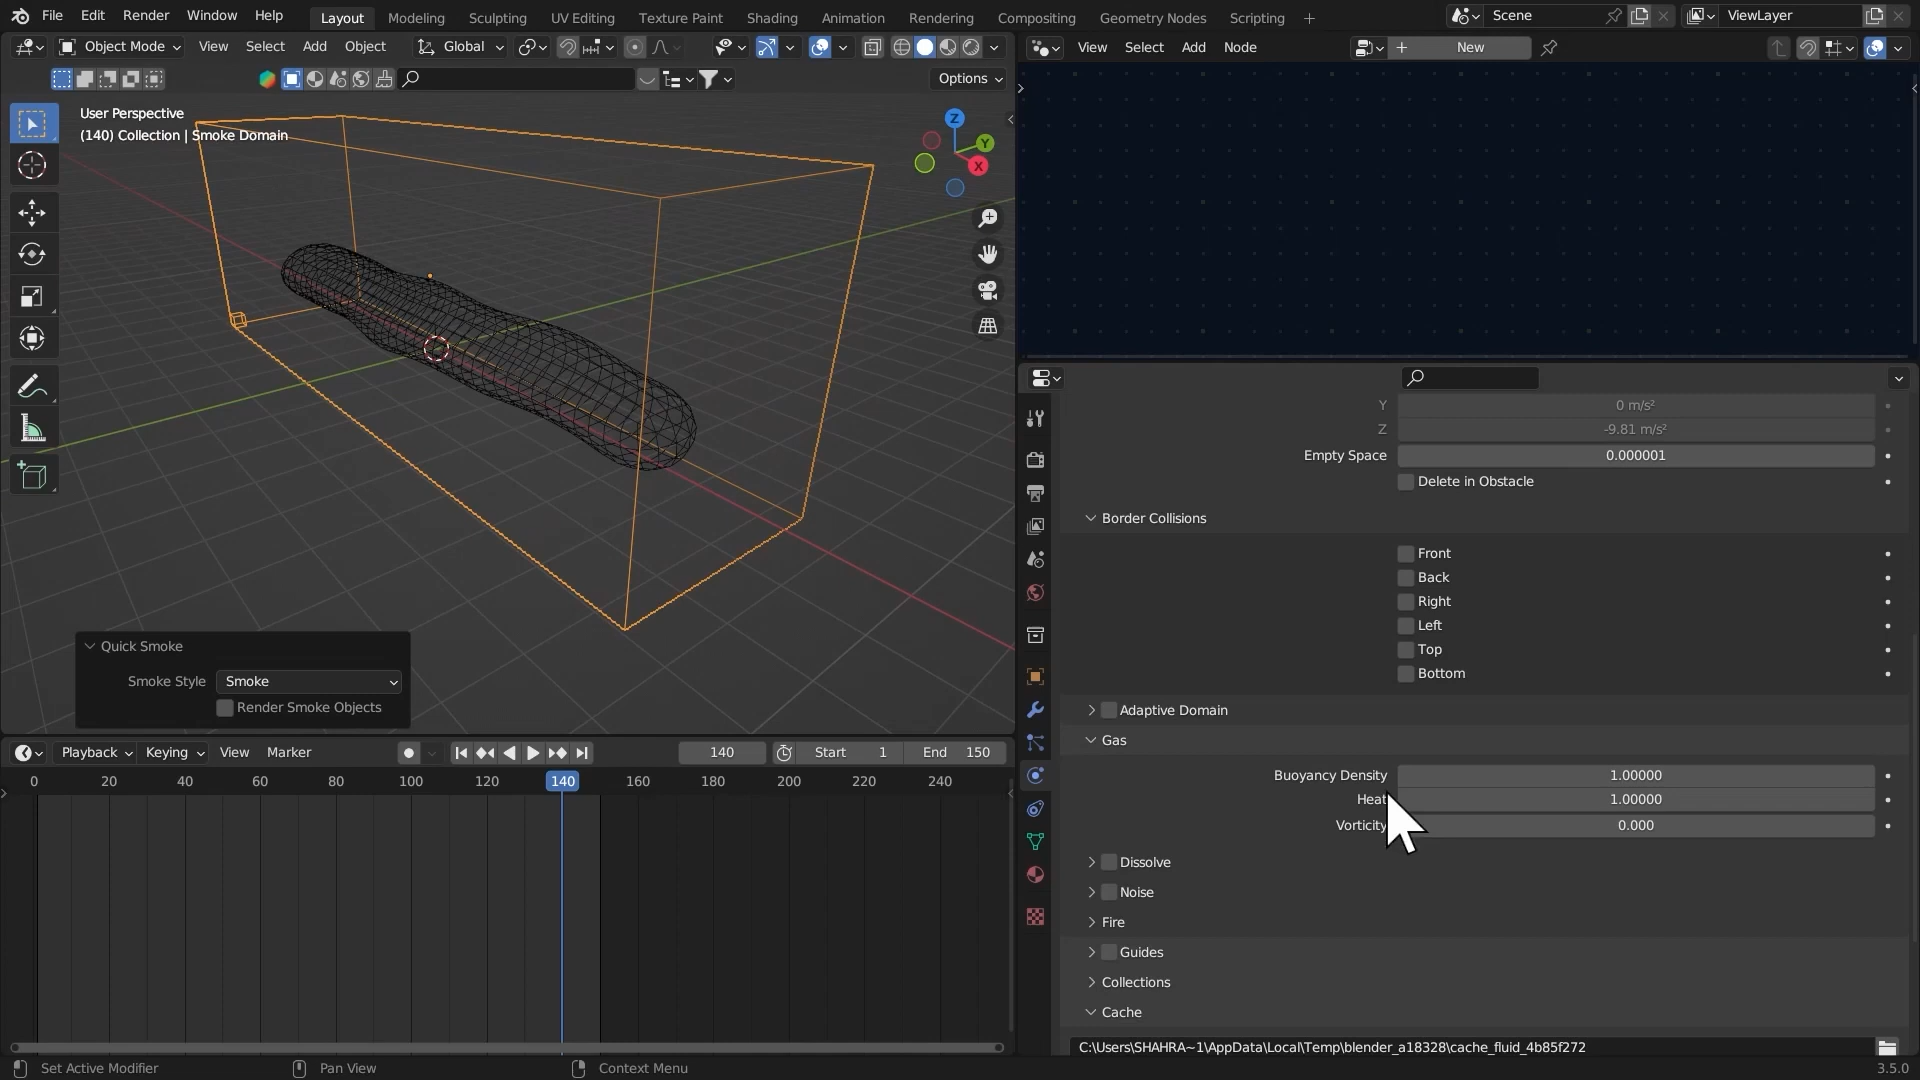 File Edit Render Window Help Layout Modeling Sculpting UV Editing Texture Paint Shading Animation Rendering Compositing Geometry Nodes Scripting + Scene ViewLayer
Object Mode View Select Add Object Global View Select Add Node + New
Options
User Perspective
(140) Collection | Smoke Domain
Z
Y
X
Y 0 m/s²
Z -9.81 m/s²
Empty Space 0.000001
Delete in Obstacle
Border Collisions
Front
Back
Right
Left
Top
Bottom
Quick Smoke
Smoke Style Smoke
Render Smoke Objects
Adaptive Domain
Gas
Buoyancy Density 1.00000
Heat 1.00000
Vorticity 0.000
Dissolve
Noise
Fire
Guides
Collections
Cache
C:\Users\SHAHRA~1\AppData\Local\Temp\blender_a18328\cache_fluid_4b85f272
Playback Keying View Marker 140 Start 1 End 150
0 20 40 60 80 100 120 140 160 180 200 220 240
Set Active Modifier Pan View Context Menu 3.5.0